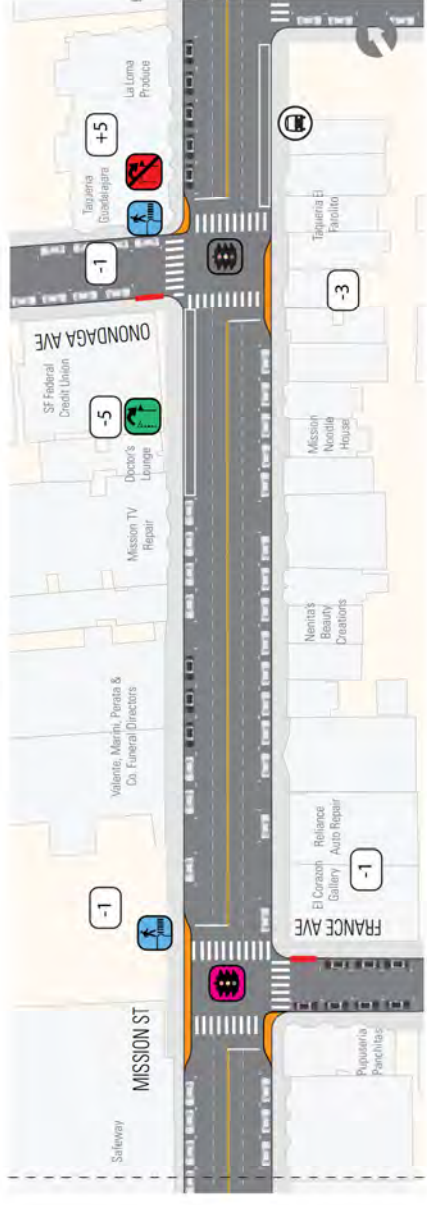 Safeway
MISSION ST
-1
Valente, Marini, Perata &
Co. Funeral Directors
Mission TV
Repair
Doctor's
Lounge
-5
SF Federal
Credit Union
ONONDAGA AVE
-1
Taqueria
Guadalajara
+5
La Loma
Produce
Pupuseria
Panchitas
FRANCE AVE
El Corazon
Gallery
-1
Reliance
Auto Repair
Nenita's
Beauty
Creations
Mission
Noodle
House
-3
Taqueria El
Farolito